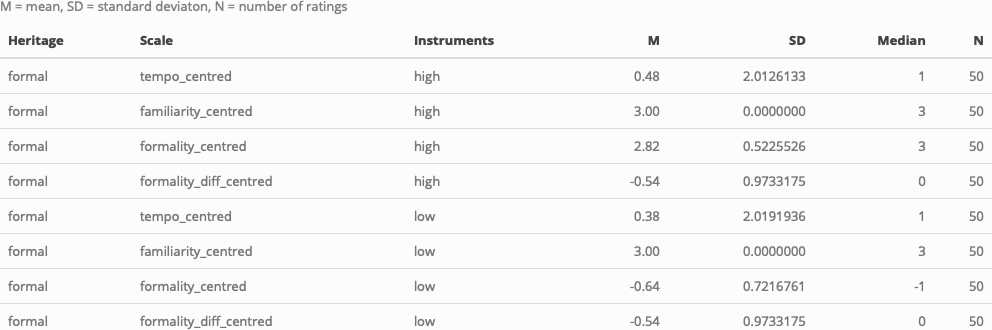 M = mean, SD = standard deviaton, N = number of ratings
Heritage Scale Instruments M SD Median N
formal tempo_centred high 0.48 2.0126133 1 50
formal familiarity_centred high 3.00 0.0000000 3 50
formal formality_centred high 2.82 0.5225526 3 50
formal formality_diff_centred high -0.54 0.9733175 0 50
formal tempo_centred low 0.38 2.0191936 1 50
formal familiarity_centred low 3.00 0.0000000 3 50
formal formality_centred low -0.64 0.7216761 -1 50
formal formality_diff_centred low -0.54 0.9733175 0 50